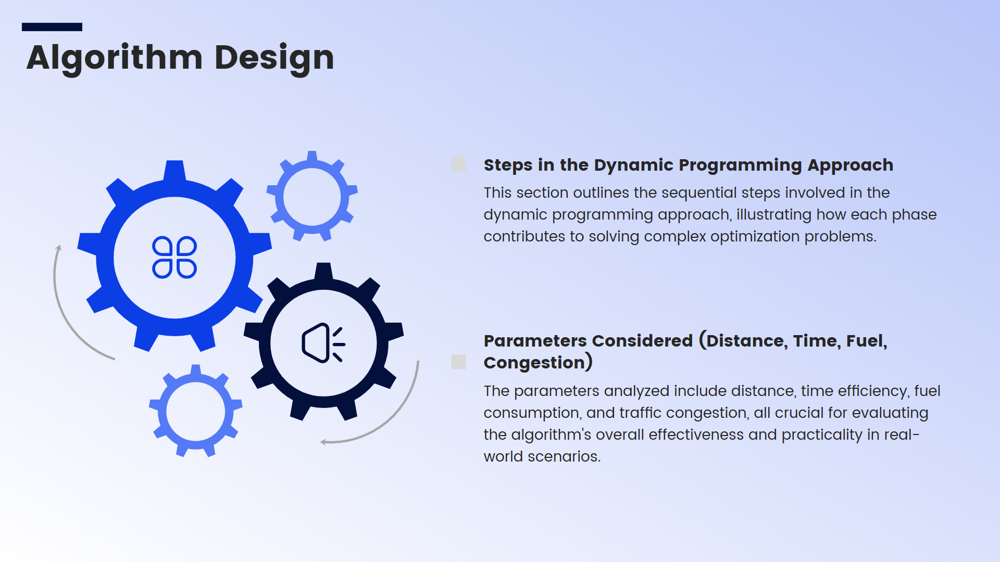 Algorithm Design
Steps in the Dynamic Programming Approach
This section outlines the sequential steps involved in the
dynamic programming approach, illustrating how each phase
contributes to solving complex optimization problems.
Parameters Considered (Distance, Time, Fuel,
Congestion)
The parameters analyzed include distance, time efficiency, fuel
consumption, and traffic congestion, all crucial for evaluating
the algorithm's overall effectiveness and practicality in real-
world scenarios.